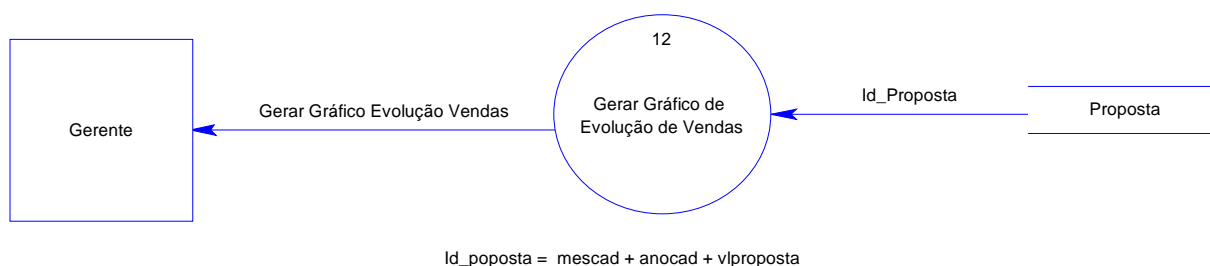 12
Gerente
Gerar Gráfico Evolução Vendas
Gerar Gráfico de
Evolução de Vendas
Id_Proposta
Proposta
Id_poposta = mescad + anocad + vlproposta